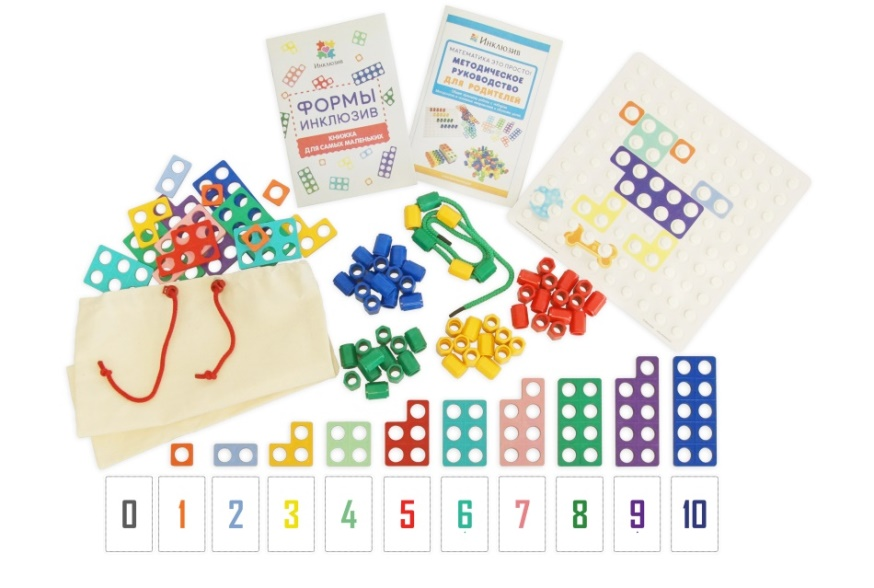 Инклюзив
ФОРМЫ
ИНКЛЮЗИВ
КНИЖКА
ДЛЯ САМЫХ МАЛЕНЬКИХ
Инклюзив
МАТЕМАТИКА ЭТО ПРОСТО!
МЕТОДИЧЕСКОЕ
РУКОВОДСТВО
ДЛЯ РОДИТЕЛЕЙ
0 1 2 3 4 5 6 7 8 9 10